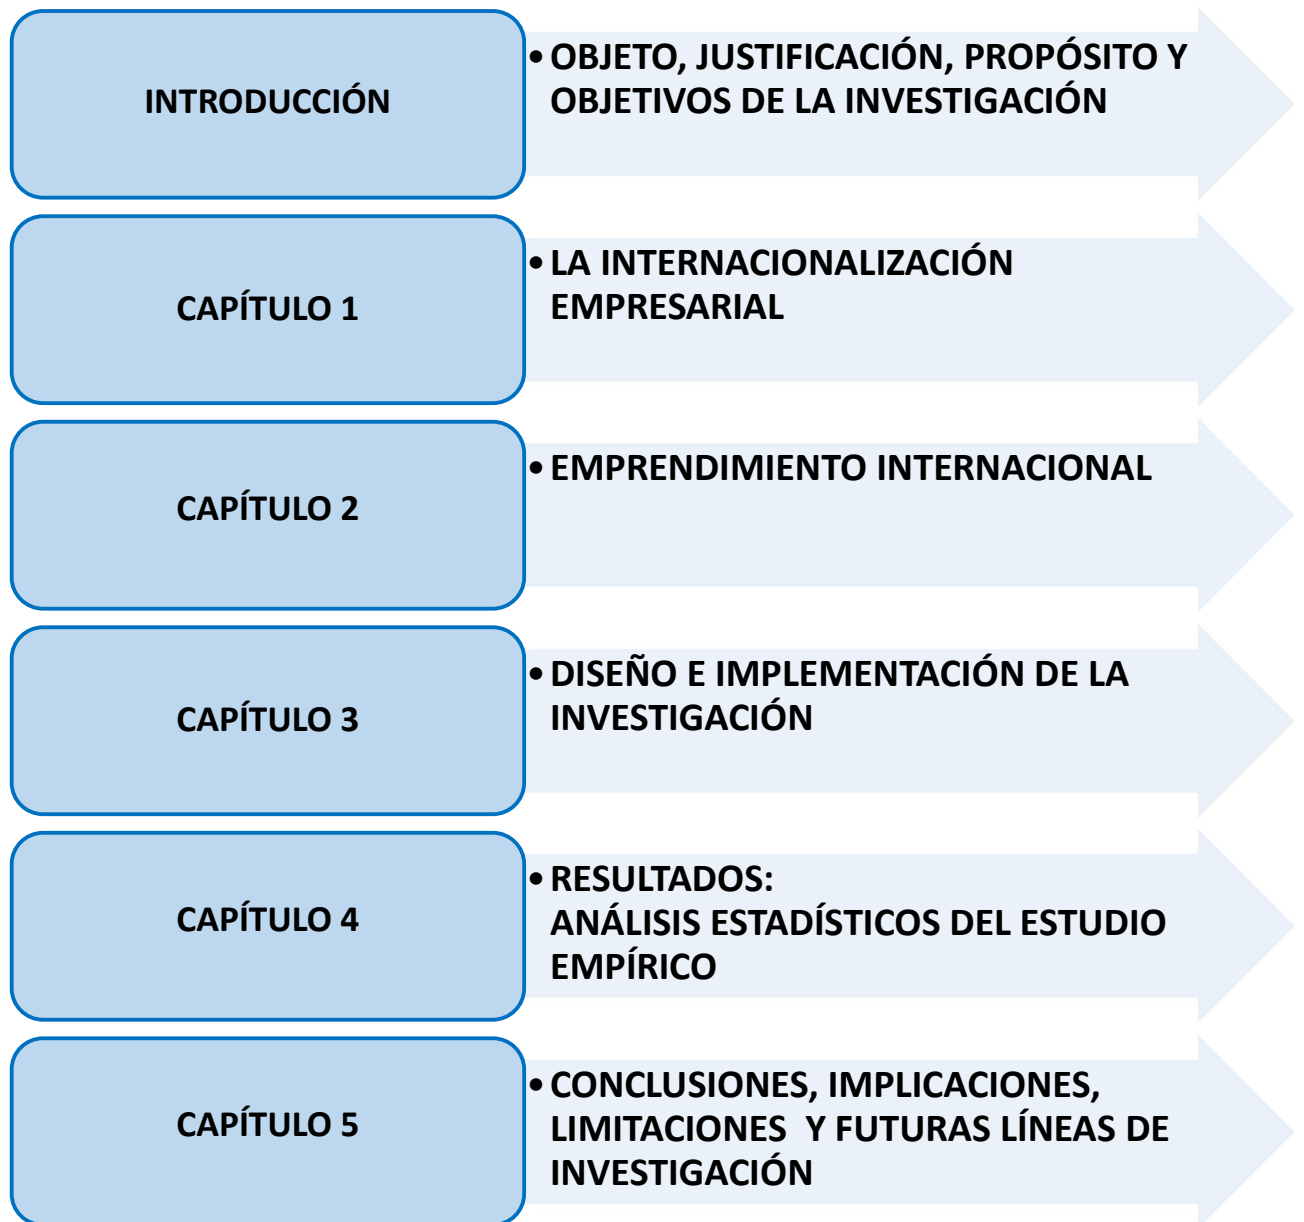 INTRODUCCIÓN
• OBJETO, JUSTIFICACIÓN, PROPÓSITO Y
OBJETIVOS DE LA INVESTIGACIÓN
CAPÍTULO 1
• LA INTERNACIONALIZACIÓN
EMPRESARIAL
CAPÍTULO 2
• EMPRENDIMIENTO INTERNACIONAL
CAPÍTULO 3
• DISEÑO E IMPLEMENTACIÓN DE LA
INVESTIGACIÓN
CAPÍTULO 4
• RESULTADOS:
ANÁLISIS ESTADÍSTICOS DEL ESTUDIO
EMPÍRICO
CAPÍTULO 5
• CONCLUSIONES, IMPLICACIONES,
LIMITACIONES Y FUTURAS LÍNEAS DE
INVESTIGACIÓN